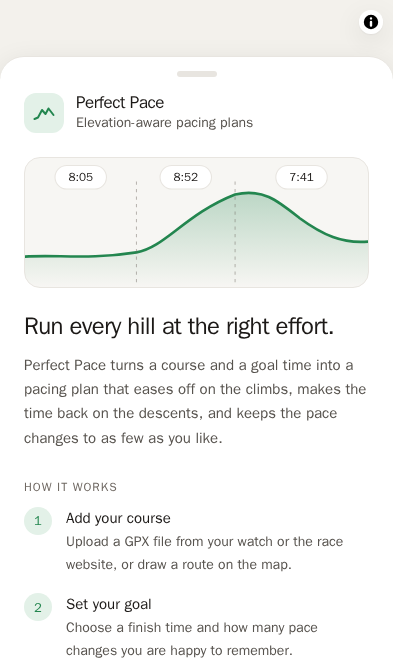 Perfect Pace
Elevation-aware pacing plans
8:05
8:52
7:41
Run every hill at the right effort.
Perfect Pace turns a course and a goal time into a
pacing plan that eases off on the climbs, makes the
time back on the descents, and keeps the pace
changes to as few as you like.
HOW IT WORKS
1
Add your course
Upload a GPX file from your watch or the race
website, or draw a route on the map.
2
Set your goal
Choose a finish time and how many pace
changes you are happy to remember.